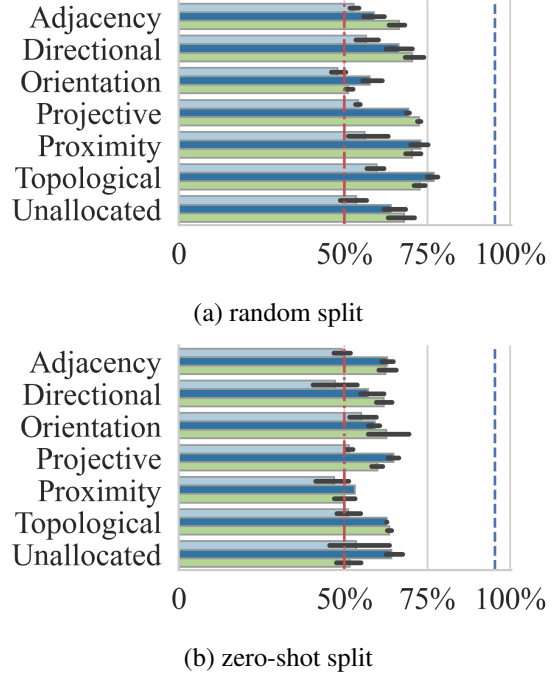 Adjacency
Directional
Orientation
Projective
Proximity
Topological
Unallocated
0 50% 75% 100%
(a) random split
Adjacency
Directional
Orientation
Projective
Proximity
Topological
Unallocated
0 50% 75% 100%
(b) zero-shot split